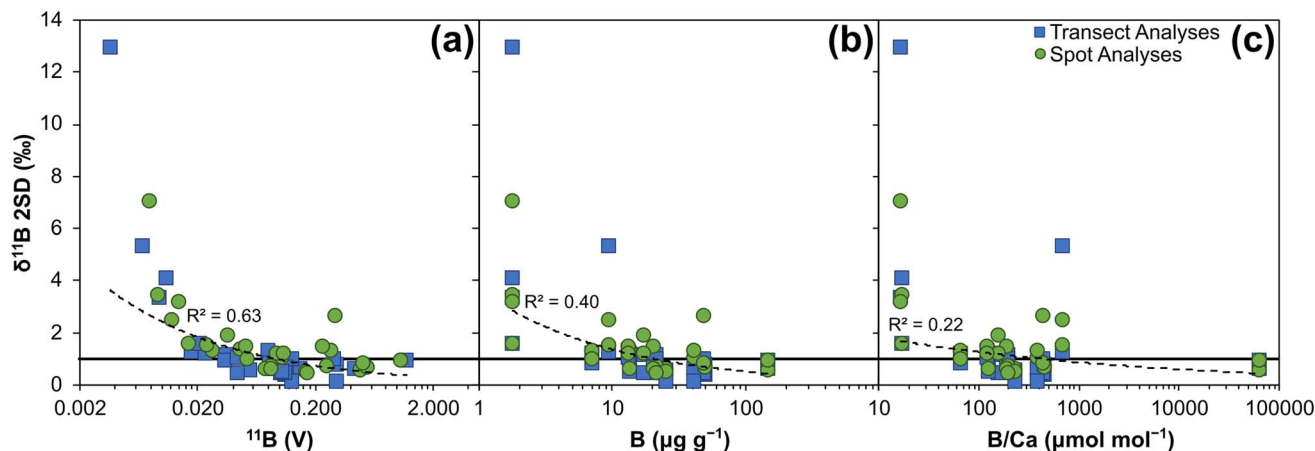 14
12
10
8
6
4
2
0
δ¹¹B 2SD (‰)
(a)
R² = 0.63
0.002
0.020
0.200
2.000
¹¹B (V)
(b)
R² = 0.40
1
10
100
B (µg g⁻¹)
Transect Analyses
Spot Analyses
(c)
R² = 0.22
10
100
1000
10000
100000
B/Ca (µmol mol⁻¹)